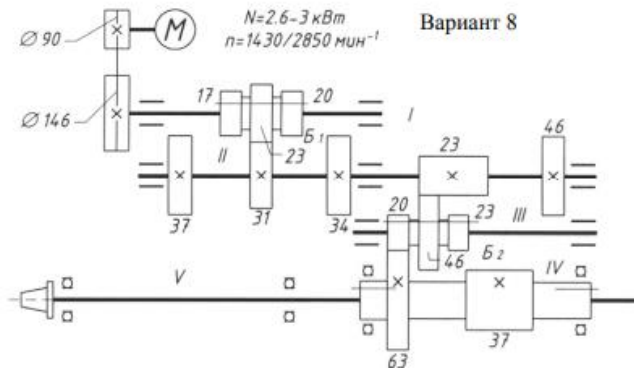 N=2.6-3 кВт
n=1430/2850 мин⁻¹
Вариант 8
Ø 90
M
Ø 146
17
20
I
Б₁
23
46
II
23
37
31
34
20
23
III
46
Б₂
V
IV
63
37